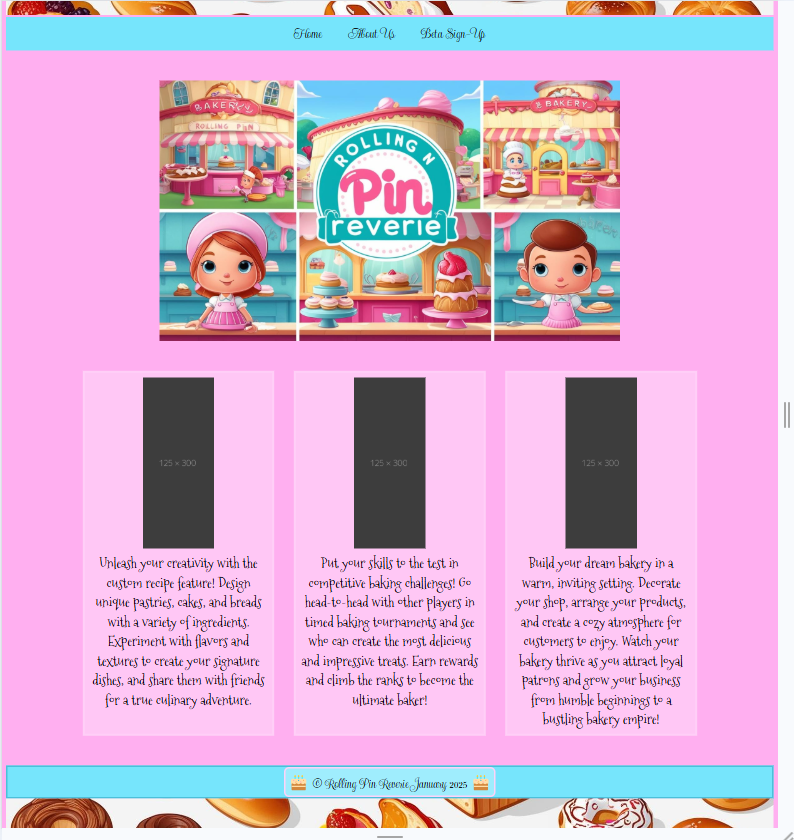 Home About Us Beta Sign-Up
BAKERY
ROLLING PIN
BAKERY
ROLLING N
Pin
reverie
125 × 300
125 × 300
125 × 300
Unleash your creativity with the
custom recipe feature! Design
unique pastries, cakes, and breads
with a variety of ingredients.
Experiment with flavors and
textures to create your signature
dishes, and share them with friends
for a true culinary adventure.
Put your skills to the test in
competitive baking challenges! Go
head-to-head with other players in
timed baking tournaments and see
who can create the most delicious
and impressive treats. Earn rewards
and climb the ranks to become the
ultimate baker!
Build your dream bakery in a
warm, inviting setting. Decorate
your shop, arrange your products,
and create a cozy atmosphere for
customers to enjoy. Watch your
bakery thrive as you attract loyal
patrons and grow your business
from humble beginnings to a
bustling bakery empire!
© Rolling Pin Reverie January 2025